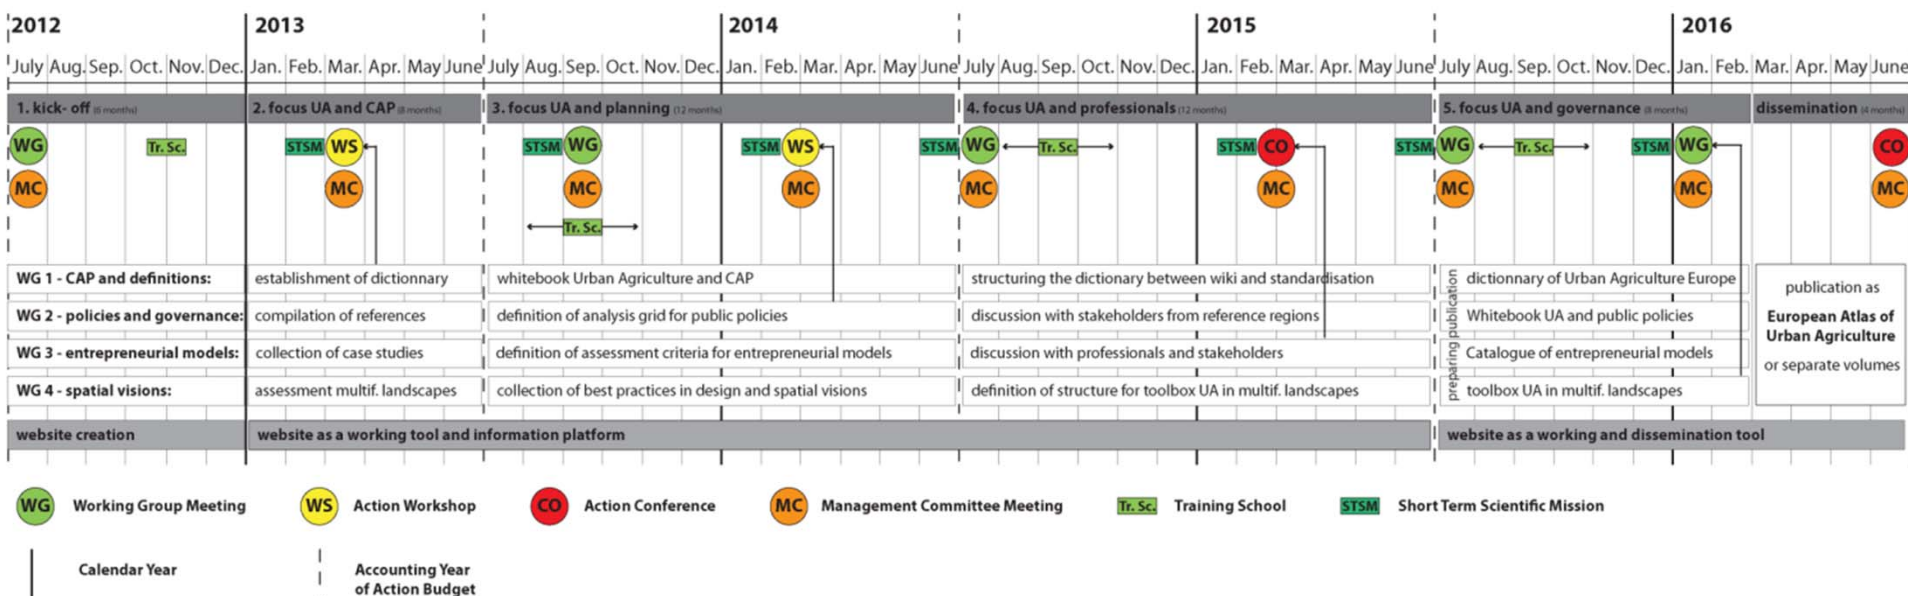 2012 2013 2014 2015 2016
July Aug. Sep. Oct. Nov. Dec. Jan. Feb. Mar. Apr. May June July Aug. Sep. Oct. Nov. Dec. Jan. Feb. Mar. Apr. May June July Aug. Sep. Oct. Nov. Dec. Jan. Feb. Mar. Apr. May June July Aug. Sep. Oct. Nov. Dec. Jan. Feb. Mar. Apr. May June
1. kick- off (6 months) 2. focus UA and CAP (8 months) 3. focus UA and planning (12 months) 4. focus UA and professionals (12 months) 5. focus UA and governance (8 months) dissemination (4 months)
WG Tr. Sc. STSM WS STSM WG STSM WS STSM WG Tr. Sc. STSM CO STSM WG Tr. Sc. STSM WG CO
MC MC MC MC MC MC MC MC MC
Tr. Sc.
WG 1 - CAP and definitions: establishment of dictionnary whitebook Urban Agriculture and CAP structuring the dictionary between wiki and standardisation dictionnary of Urban Agriculture Europe
WG 2 - policies and governance: compilation of references definition of analysis grid for public policies discussion with stakeholders from reference regions Whitebook UA and public policies
WG 3 - entrepreneurial models: collection of case studies definition of assessment criteria for entrepreneurial models discussion with professionals and stakeholders Catalogue of entrepreneurial models
WG 4 - spatial visions: assessment multif. landscapes collection of best practices in design and spatial visions definition of structure for toolbox UA in multif. landscapes toolbox UA in multif. landscapes
preparing publication
publication as
European Atlas of
Urban Agriculture
or separate volumes
website creation website as a working tool and information platform website as a working and dissemination tool
WG Working Group Meeting WS Action Workshop CO Action Conference MC Management Committee Meeting Tr. Sc. Training School STSM Short Term Scientific Mission
Calendar Year Accounting Year
of Action Budget